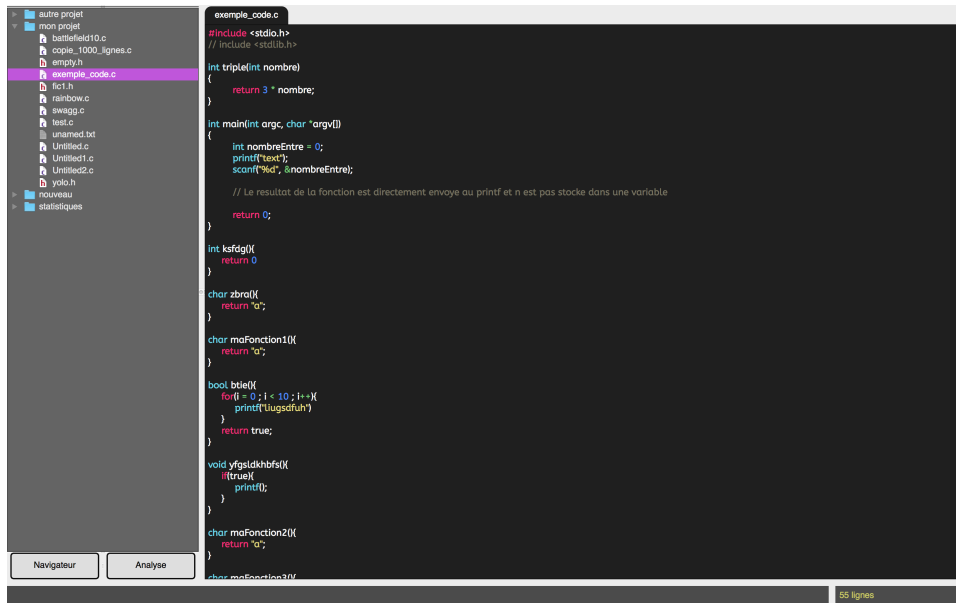 autre projet
mon projet
battlefield10.c
copie_1000_lignes.c
empty.h
exemple_code.c
fic1.h
rainbow.c
swagg.c
test.c
unamed.txt
Untitled.c
Untitled1.c
Untitled2.c
yolo.h
nouveau
statistiques
Navigateur
Analyse
exemple_code.c
#include <stdio.h>
// include <stdlib.h>
int triple(int nombre)
{
return 3 * nombre;
}
int main(int argc, char *argv[])
{
int nombreEntre = 0;
printf("text");
scanf("%d", &nombreEntre);
// Le resultat de la fonction est directement envoye au printf et n est pas stocke dans une variable
return 0;
}
int ksfdg(){
return 0
}
char zbra(){
return "a";
}
char maFonction1(){
return "a";
}
bool btie(){
for(i = 0 ; i < 10 ; i++){
printf("liugsdfuh")
}
return true;
}
void yfgsldkhbfs(){
if(true){
printf();
}
}
char maFonction2(){
return "a";
}
char maFonction3(){
55 lignes